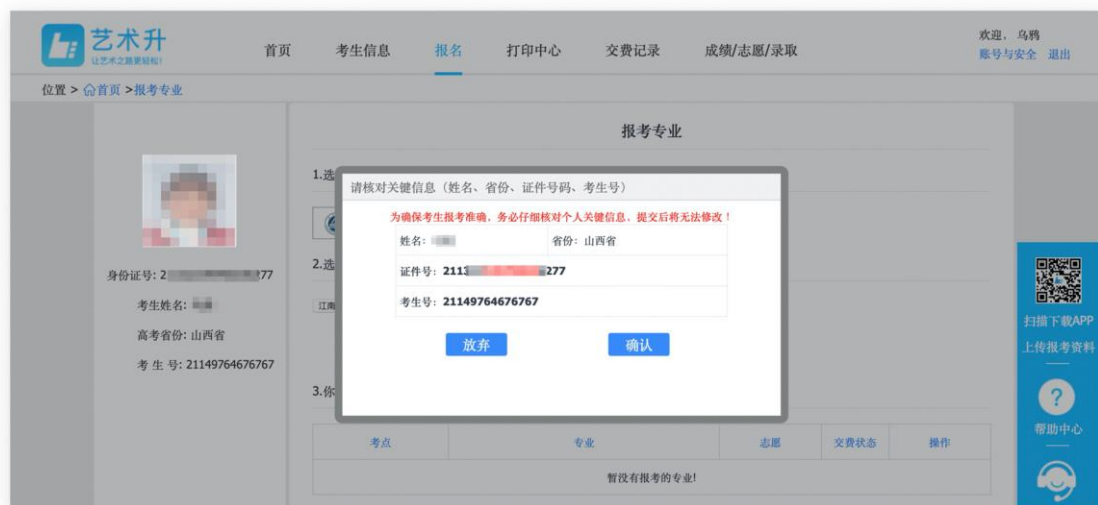 艺术升
让艺术之路更轻松!
首页 考生信息 报名 打印中心 交费记录 成绩/志愿/录取
欢迎, 乌鸦
账号与安全 退出
位置 > 首页 >报考专业
身份证号: 2 277
考生姓名:
高考省份: 山西省
考 生 号: 21149764676767
报考专业
1.选
2.选
江南
3.你
请核对关键信息（姓名、省份、证件号码、考生号）
为确保考生报考准确, 务必仔细核对个人关键信息, 提交后将无法修改！
姓名: 省份: 山西省
证件号: 2113 277
考生号: 21149764676767
放弃 确认
考点 专业 志愿 交费状态 操作
暂没有报考的专业!
扫描下载APP
上传报考资料
?
帮助中心